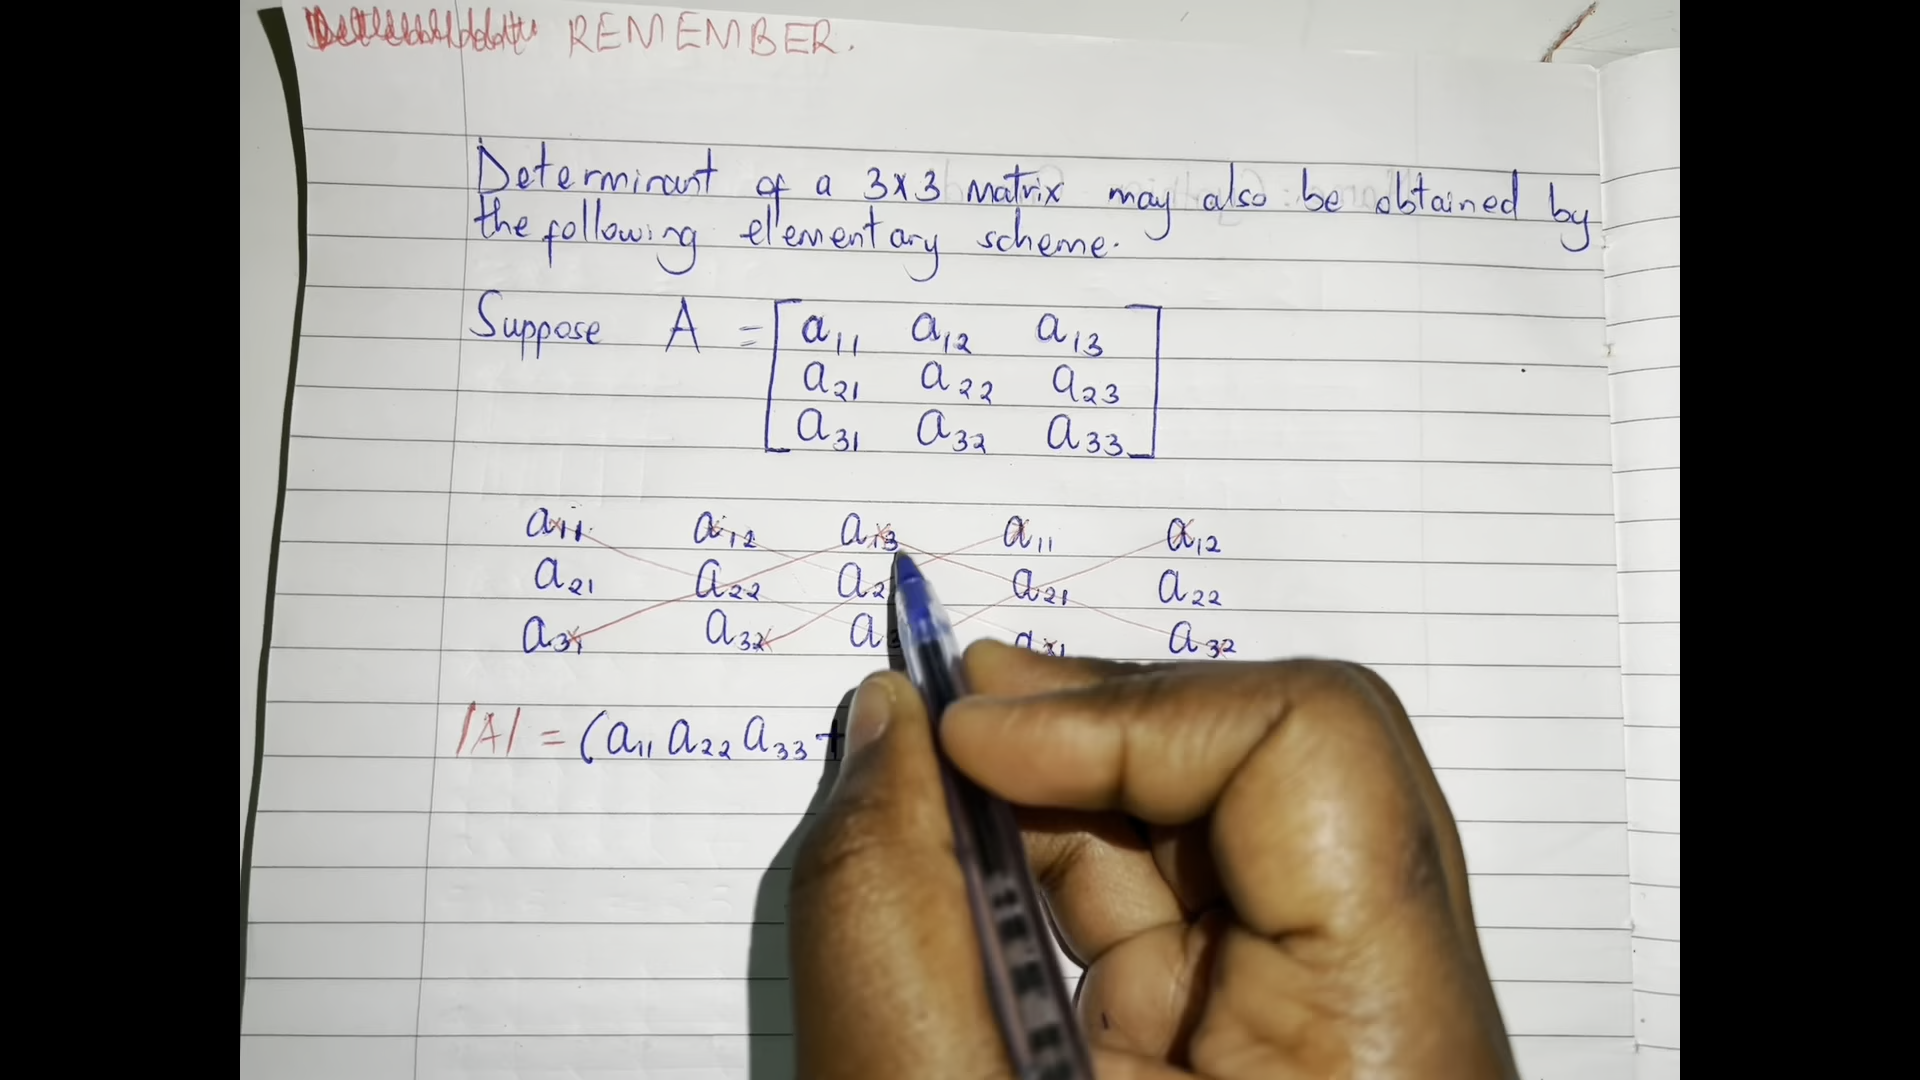 REMEMBER.
Determinant of a 3x3 matrix may also be obtained by
the following elementary scheme.
Suppose A = [a11 a12 a13
a21 a22 a23
a31 a32 a33]
a11 a12 a13 a11 a12
a21 a22 a2 a21 a22
a31 a32 a31 a32
|A| = (a11 a22 a33 +